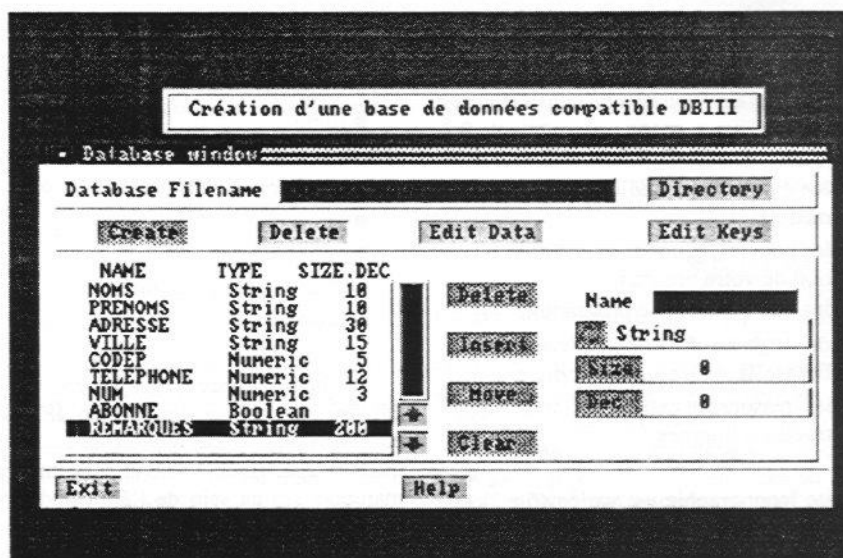 Création d'une base de données compatible DBIII
Database window
Database Filename Directory
Create Delete Edit Data Edit Keys
NAME TYPE SIZE.DEC
NOMS String 10
PRENOMS String 10
ADRESSE String 30
VILLE String 15
CODEP Numeric 5
TELEPHONE Numeric 12
NUM Numeric 3
ABONNE Boolean
REMARQUES String 200
Delete
Insert
Move
Clear
Name
String
Size 0
Dec 0
Exit Help